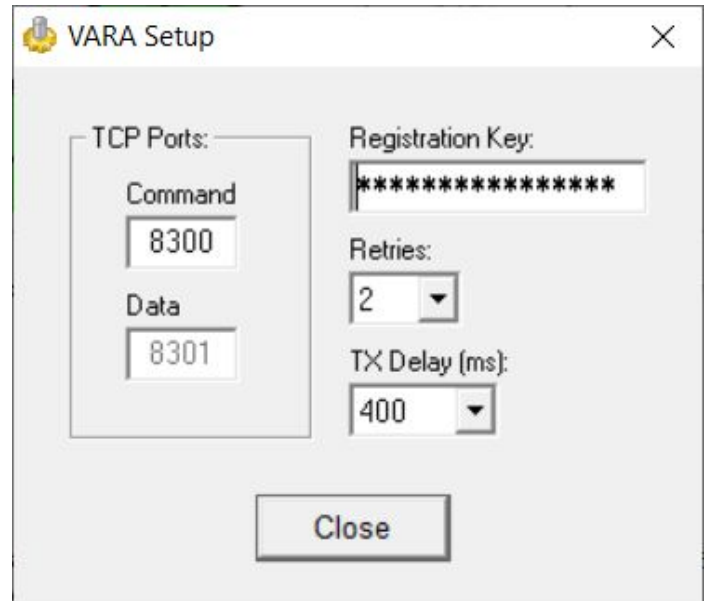 VARA Setup
TCP Ports:
Command
8300
Data
8301
Registration Key:
****************
Retries:
2
TX Delay (ms):
400
Close